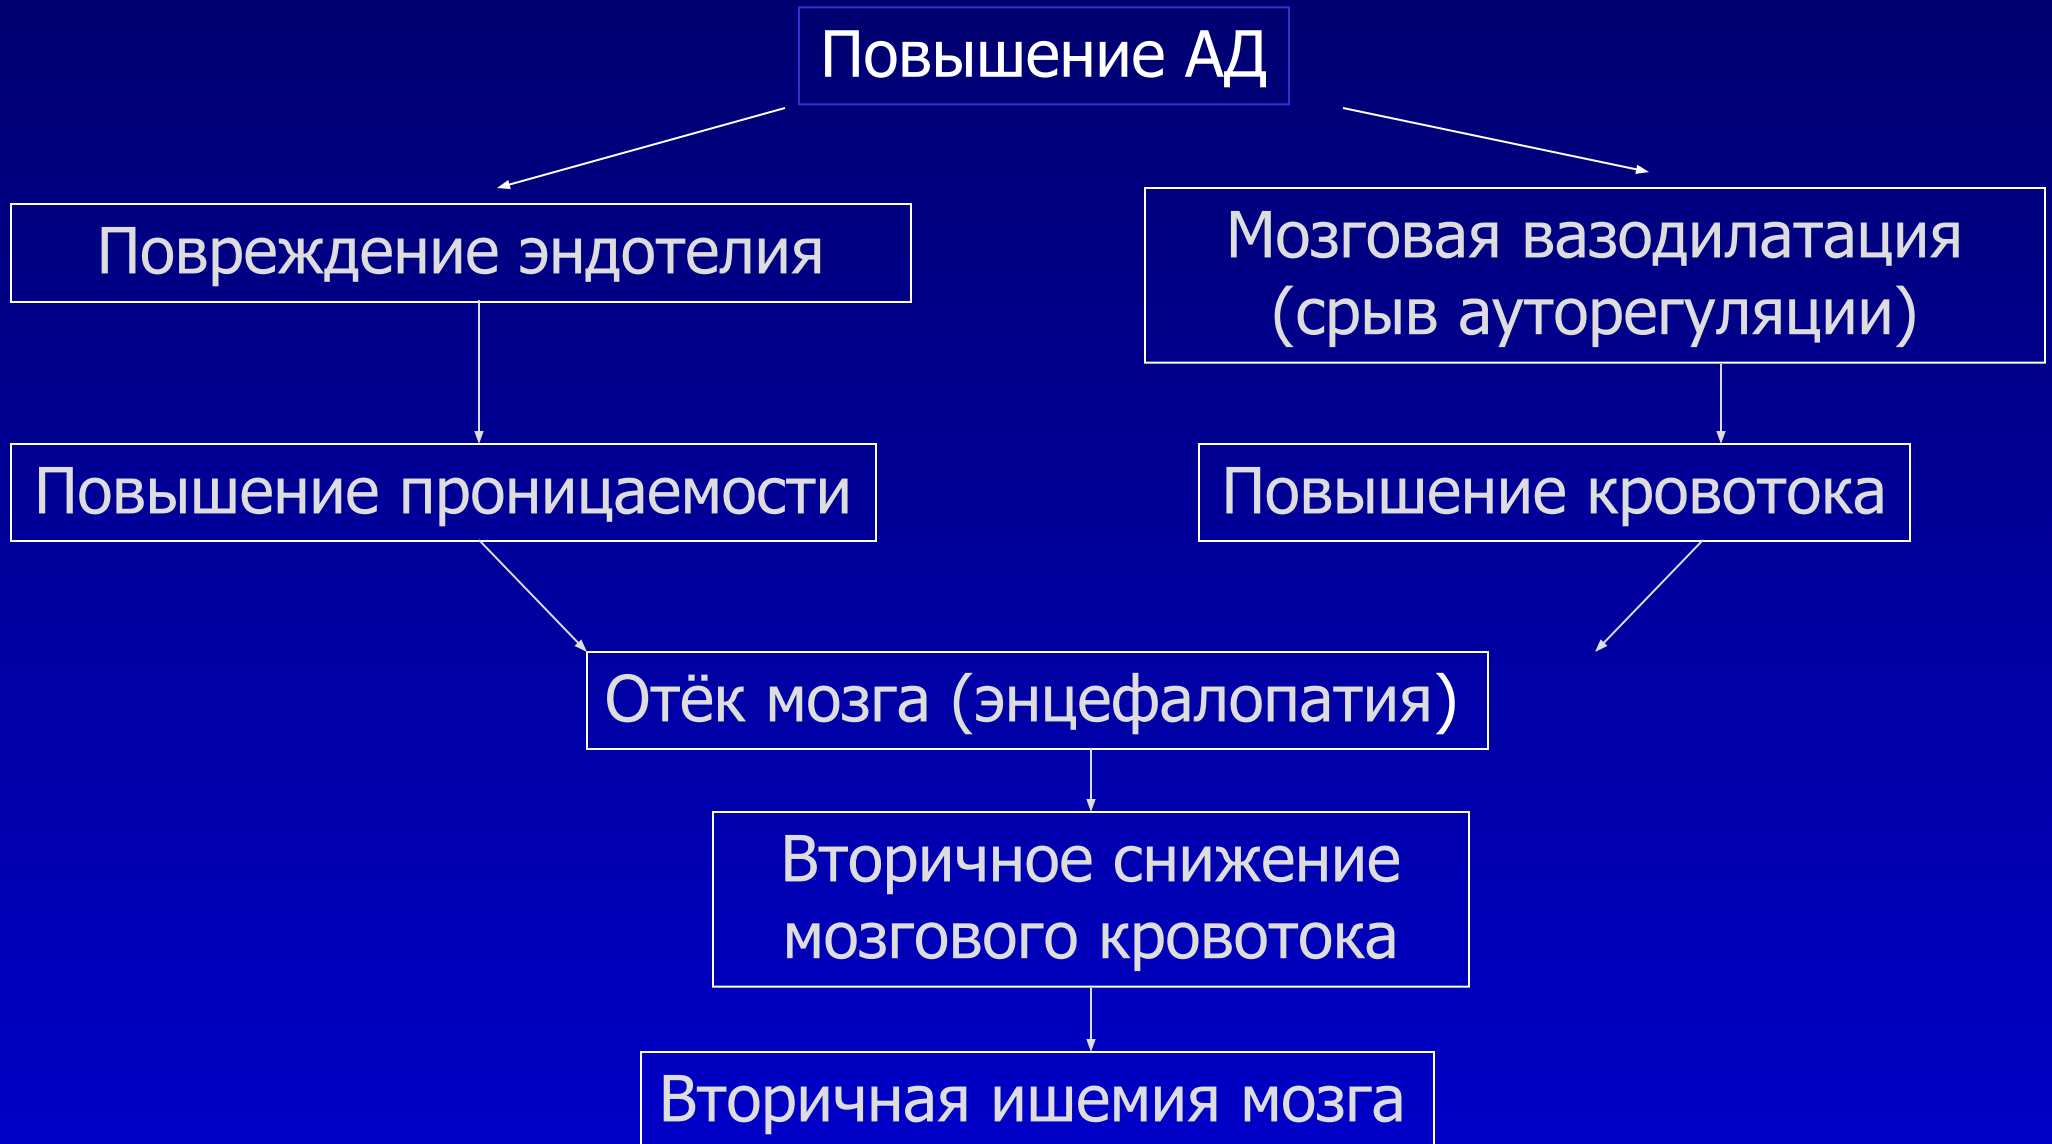 Повышение АД
Повреждение эндотелия
Мозговая вазодилатация
(срыв ауторегуляции)
Повышение проницаемости
Повышение кровотока
Отёк мозга (энцефалопатия)
Вторичное снижение
мозгового кровотока
Вторичная ишемия мозга